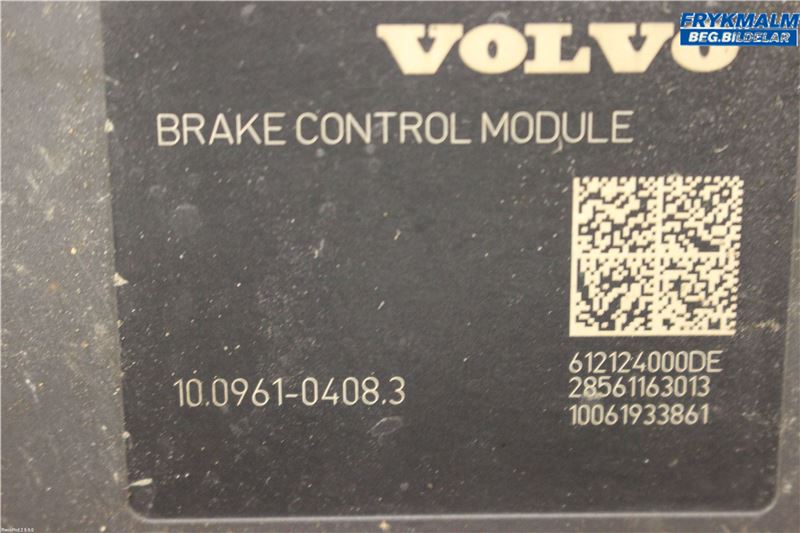 FRYKMALM
BEG.BILDELAR
VOLVO
BRAKE CONTROL MODULE
612124000DE
28561163013
10061933861
10.0961-0408.3